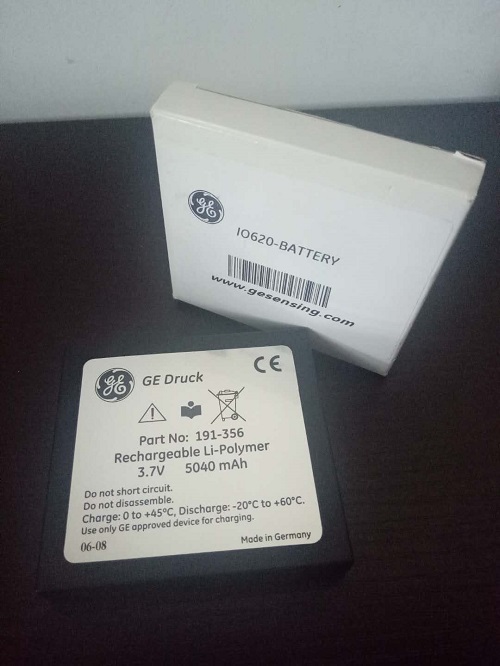 GE
IO620-BATTERY
www.gesensing.com
GE
GE Druck
CE
Part No: 191-356
Rechargeable Li-Polymer
3.7V 5040 mAh
Do not short circuit.
Do not disassemble.
Charge: 0 to +45°C, Discharge: -20°C to +60°C.
Use only GE approved device for charging.
06-08
Made in Germany